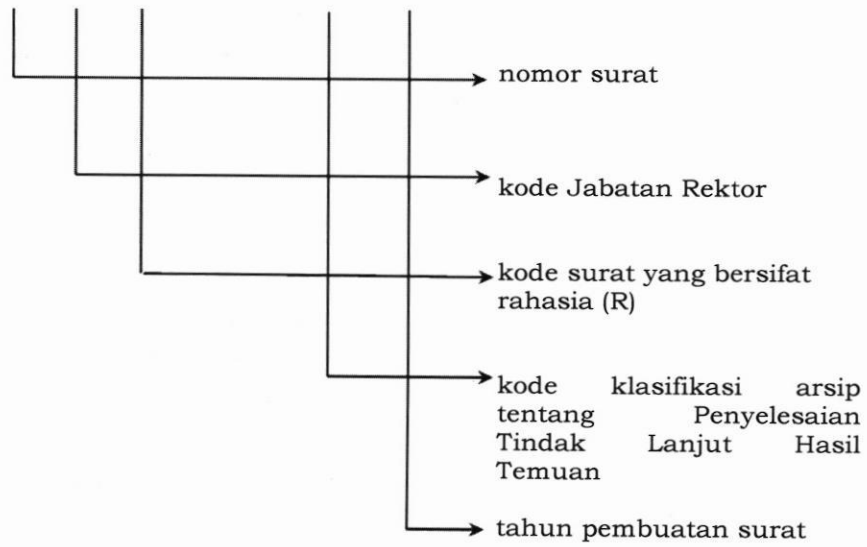 nomor surat
kode Jabatan Rektor
kode surat yang bersifat
rahasia (R)
kode klasifikasi arsip
tentang Penyelesaian
Tindak Lanjut Hasil
Temuan
tahun pembuatan surat